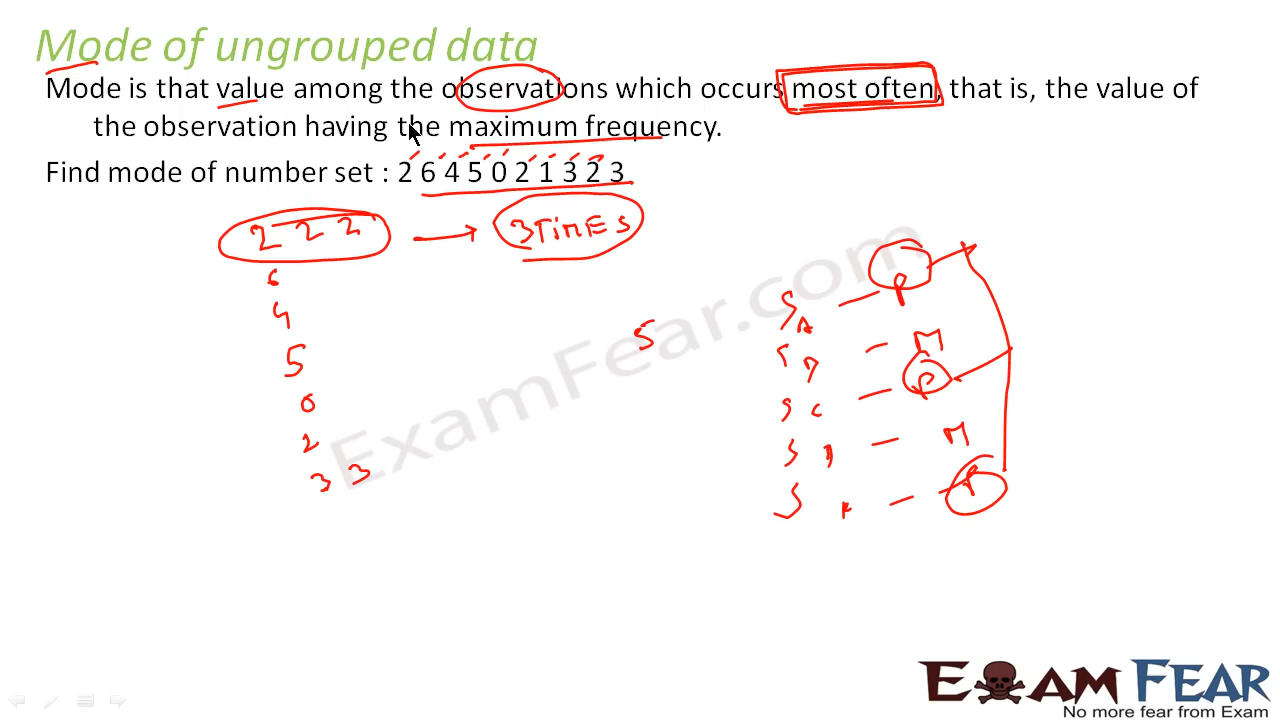 Mode of ungrouped data
Mode is that value among the observations which occurs most often, that is, the value of
the observation having the maximum frequency.
Find mode of number set : 2 6 4 5 0 2 1 3 2 3
2 2 2 → 3 TIMES
6
4
5
0
2
3 3
5
S A - P
- M
S C - P
S - M
S - P
ExamFear.com
EXAM FEAR
No more fear from Exam